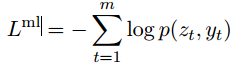 L^{ml} = − \sum_{t=1}^{m} \log p(z_t, y_t)